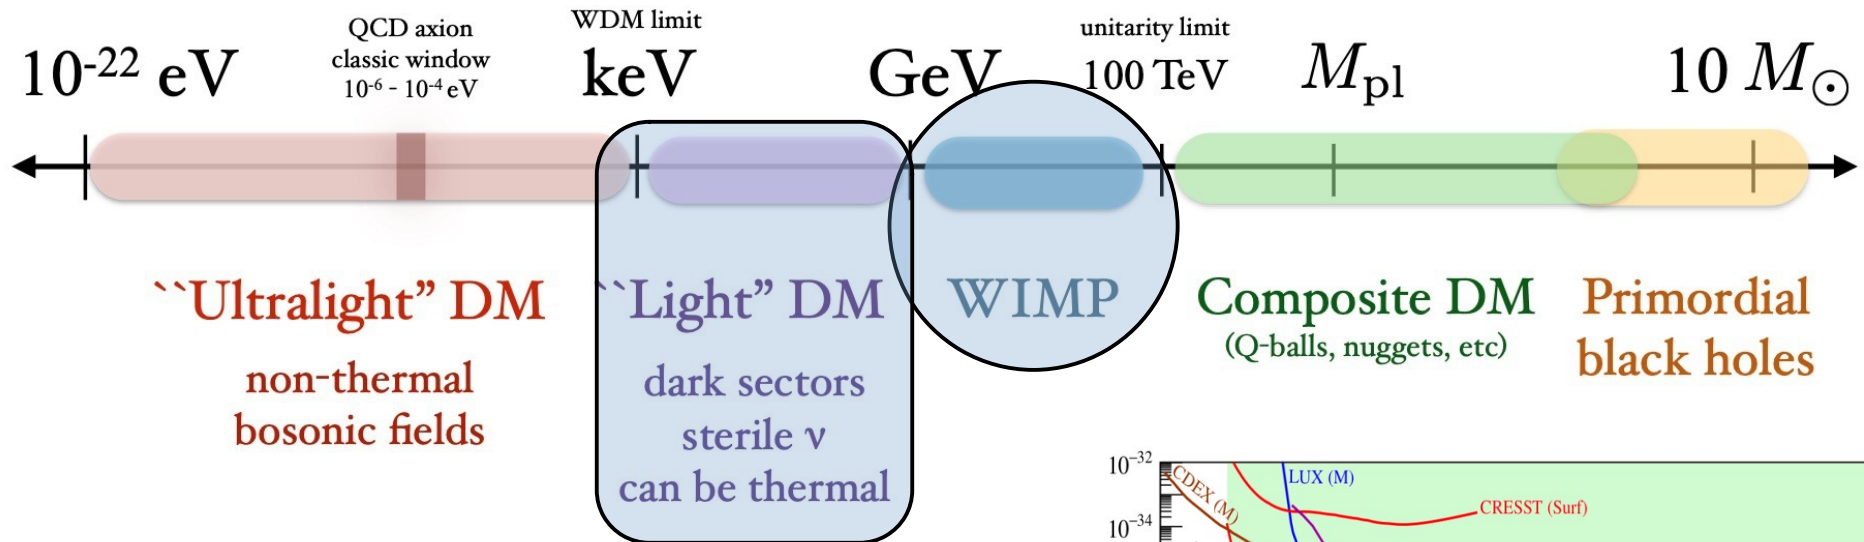 10⁻²² eV
QCD axion
classic window
10⁻⁶ - 10⁻⁴ eV
WDM limit
keV
GeV
unitarity limit
100 TeV
Mpl
10 M☉
``Ultralight” DM
non-thermal
bosonic fields
``Light” DM
dark sectors
sterile ν
can be thermal
WIMP
Composite DM
(Q-balls, nuggets, etc)
Primordial
black holes
10⁻³²
10⁻³⁴
CDEX (M)
LUX (M)
CRESST (Surf)